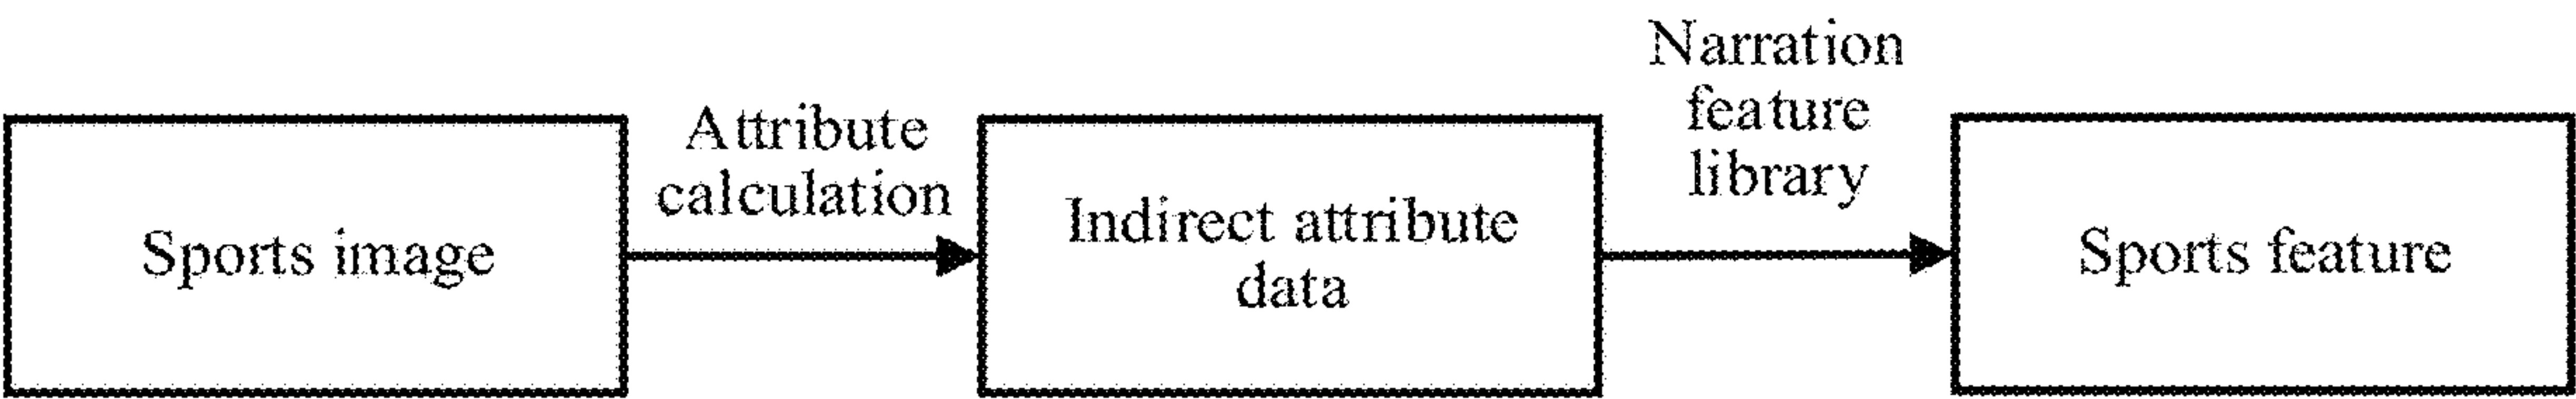 Sports image
Attribute
calculation
Indirect attribute
data
Narration
feature
library
Sports feature